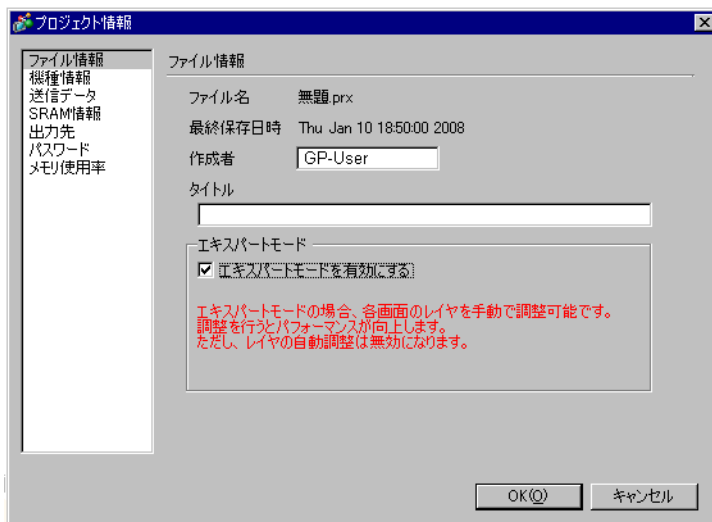 プロジェクト情報
ファイル情報
機種情報
送信データ
SRAM情報
出力先
パスワード
メモリ使用率
ファイル情報
ファイル名 無題.prx
最終保存日時 Thu Jan 10 18:50:00 2008
作成者 GP-User
タイトル
エキスパートモード
エキスパートモードを有効にする
エキスパートモードの場合、各画面のレイヤを手動で調整可能です。
調整を行うとパフォーマンスが向上します。
ただし、レイヤの自動調整は無効になります。
OK(O) キャンセル